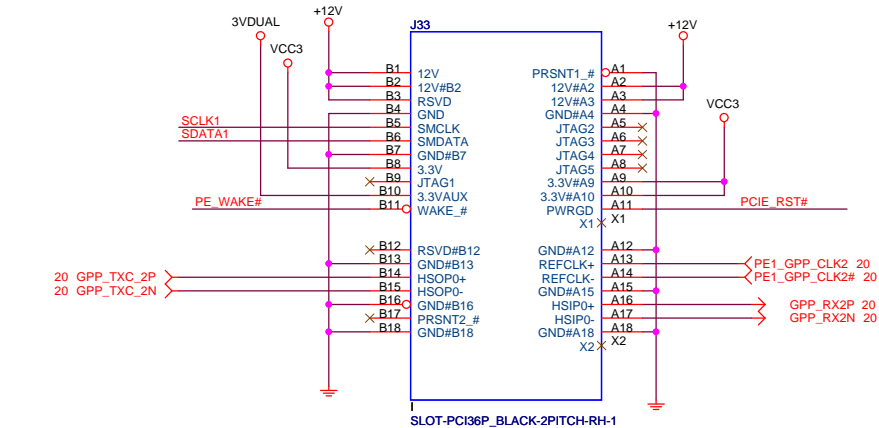 +12V
3VDUAL
VCC3
J33
+12V
VCC3
B1 12V PRSNT1_# A1
B2 12V#B2 12V#A2 A2
B3 RSVD 12V#A3 A3
B4 GND GND#A4 A4
SCLK1 B5 SMCLK JTAG2 A5
SDATA1 B6 SMDATA JTAG3 A6
B7 GND#B7 JTAG4 A7
B8 3.3V JTAG5 A8
B9 JTAG1 3.3V#A9 A9
B10 3.3VAUX 3.3V#A10 A10
PE_WAKE# B11 WAKE_# PWRGD A11 PCIE_RST#
X1 X1
B12 RSVD#B12 GND#A12 A12
B13 GND#B13 REFCLK+ A13 PE1_GPP_CLK2 20
20 GPP_TXC_2P B14 HSOP0+ REFCLK- A14 PE1_GPP_CLK2# 20
20 GPP_TXC_2N B15 HSOP0- GND#A15 A15
B16 GND#B16 HSIP0+ A16 GPP_RX2P 20
B17 PRSNT2_# HSIP0- A17 GPP_RX2N 20
B18 GND#B18 GND#A18 A18
X2 X2
SLOT-PCI36P_BLACK-2PITCH-RH-1